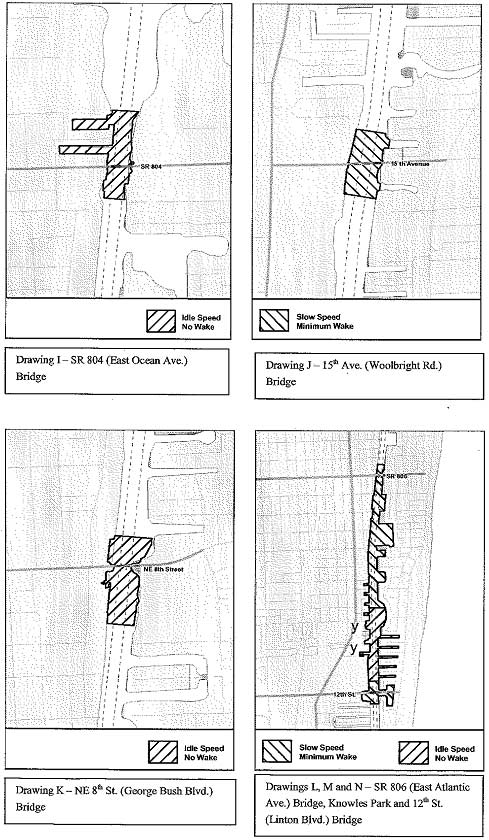 SR 804
Idle Speed
No Wake
Drawing I – SR 804 (East Ocean Ave.)
Bridge
15 th Avenue
Slow Speed
Minimum Wake
Drawing J – 15th Ave. (Woolbright Rd.)
Bridge
NE 8th Street
Idle Speed
No Wake
Drawing K – NE 8th St. (George Bush Blvd.)
Bridge
SR 806
y
y
12th St.
Slow Speed
Minimum Wake
Idle Speed
No Wake
Drawings L, M and N – SR 806 (East Atlantic
Ave.) Bridge, Knowles Park and 12th St.
(Linton Blvd.) Bridge